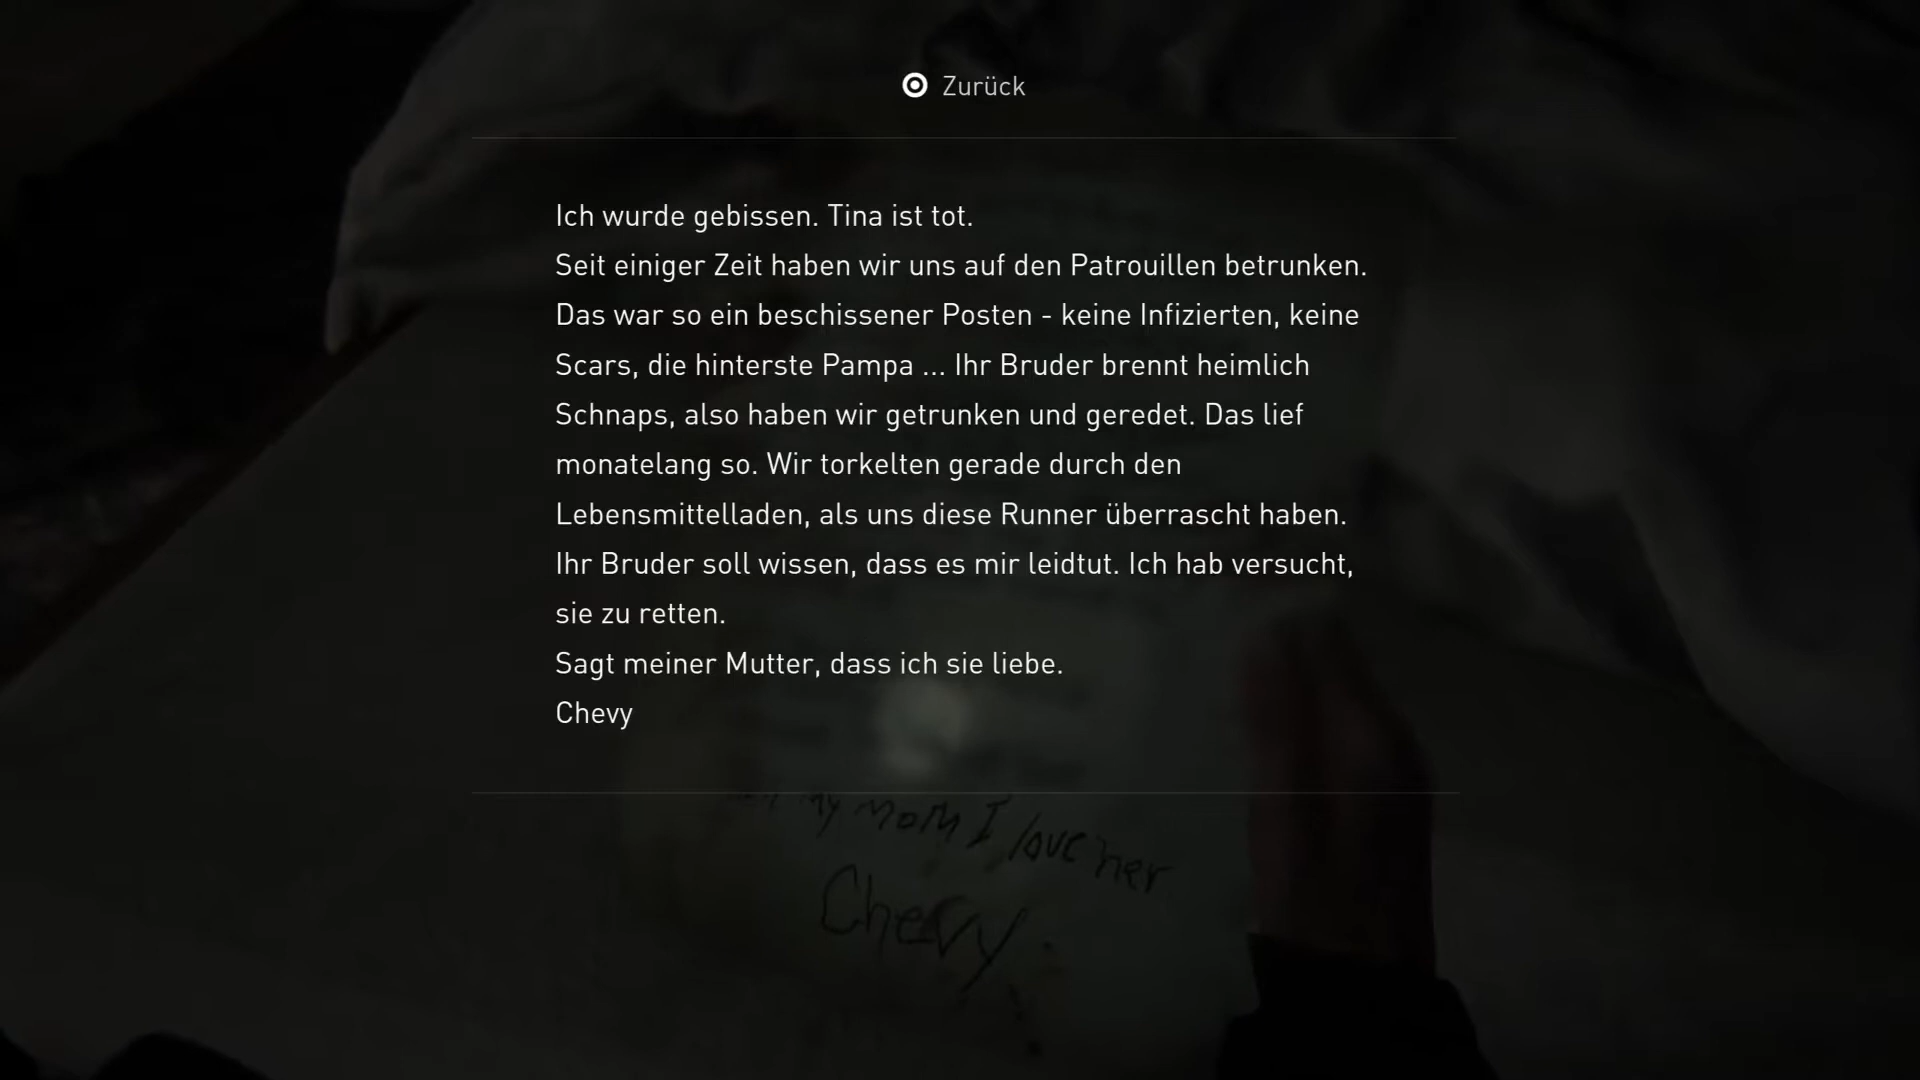 Zurück
Ich wurde gebissen. Tina ist tot.
Seit einiger Zeit haben wir uns auf den Patrouillen betrunken.
Das war so ein beschissener Posten - keine Infizierten, keine
Scars, die hinterste Pampa ... Ihr Bruder brennt heimlich
Schnaps, also haben wir getrunken und geredet. Das lief
monatelang so. Wir torkelten gerade durch den
Lebensmittelladen, als uns diese Runner überrascht haben.
Ihr Bruder soll wissen, dass es mir leidtut. Ich hab versucht,
sie zu retten.
Sagt meiner Mutter, dass ich sie liebe.
Chevy
my mom I love her
Chevy